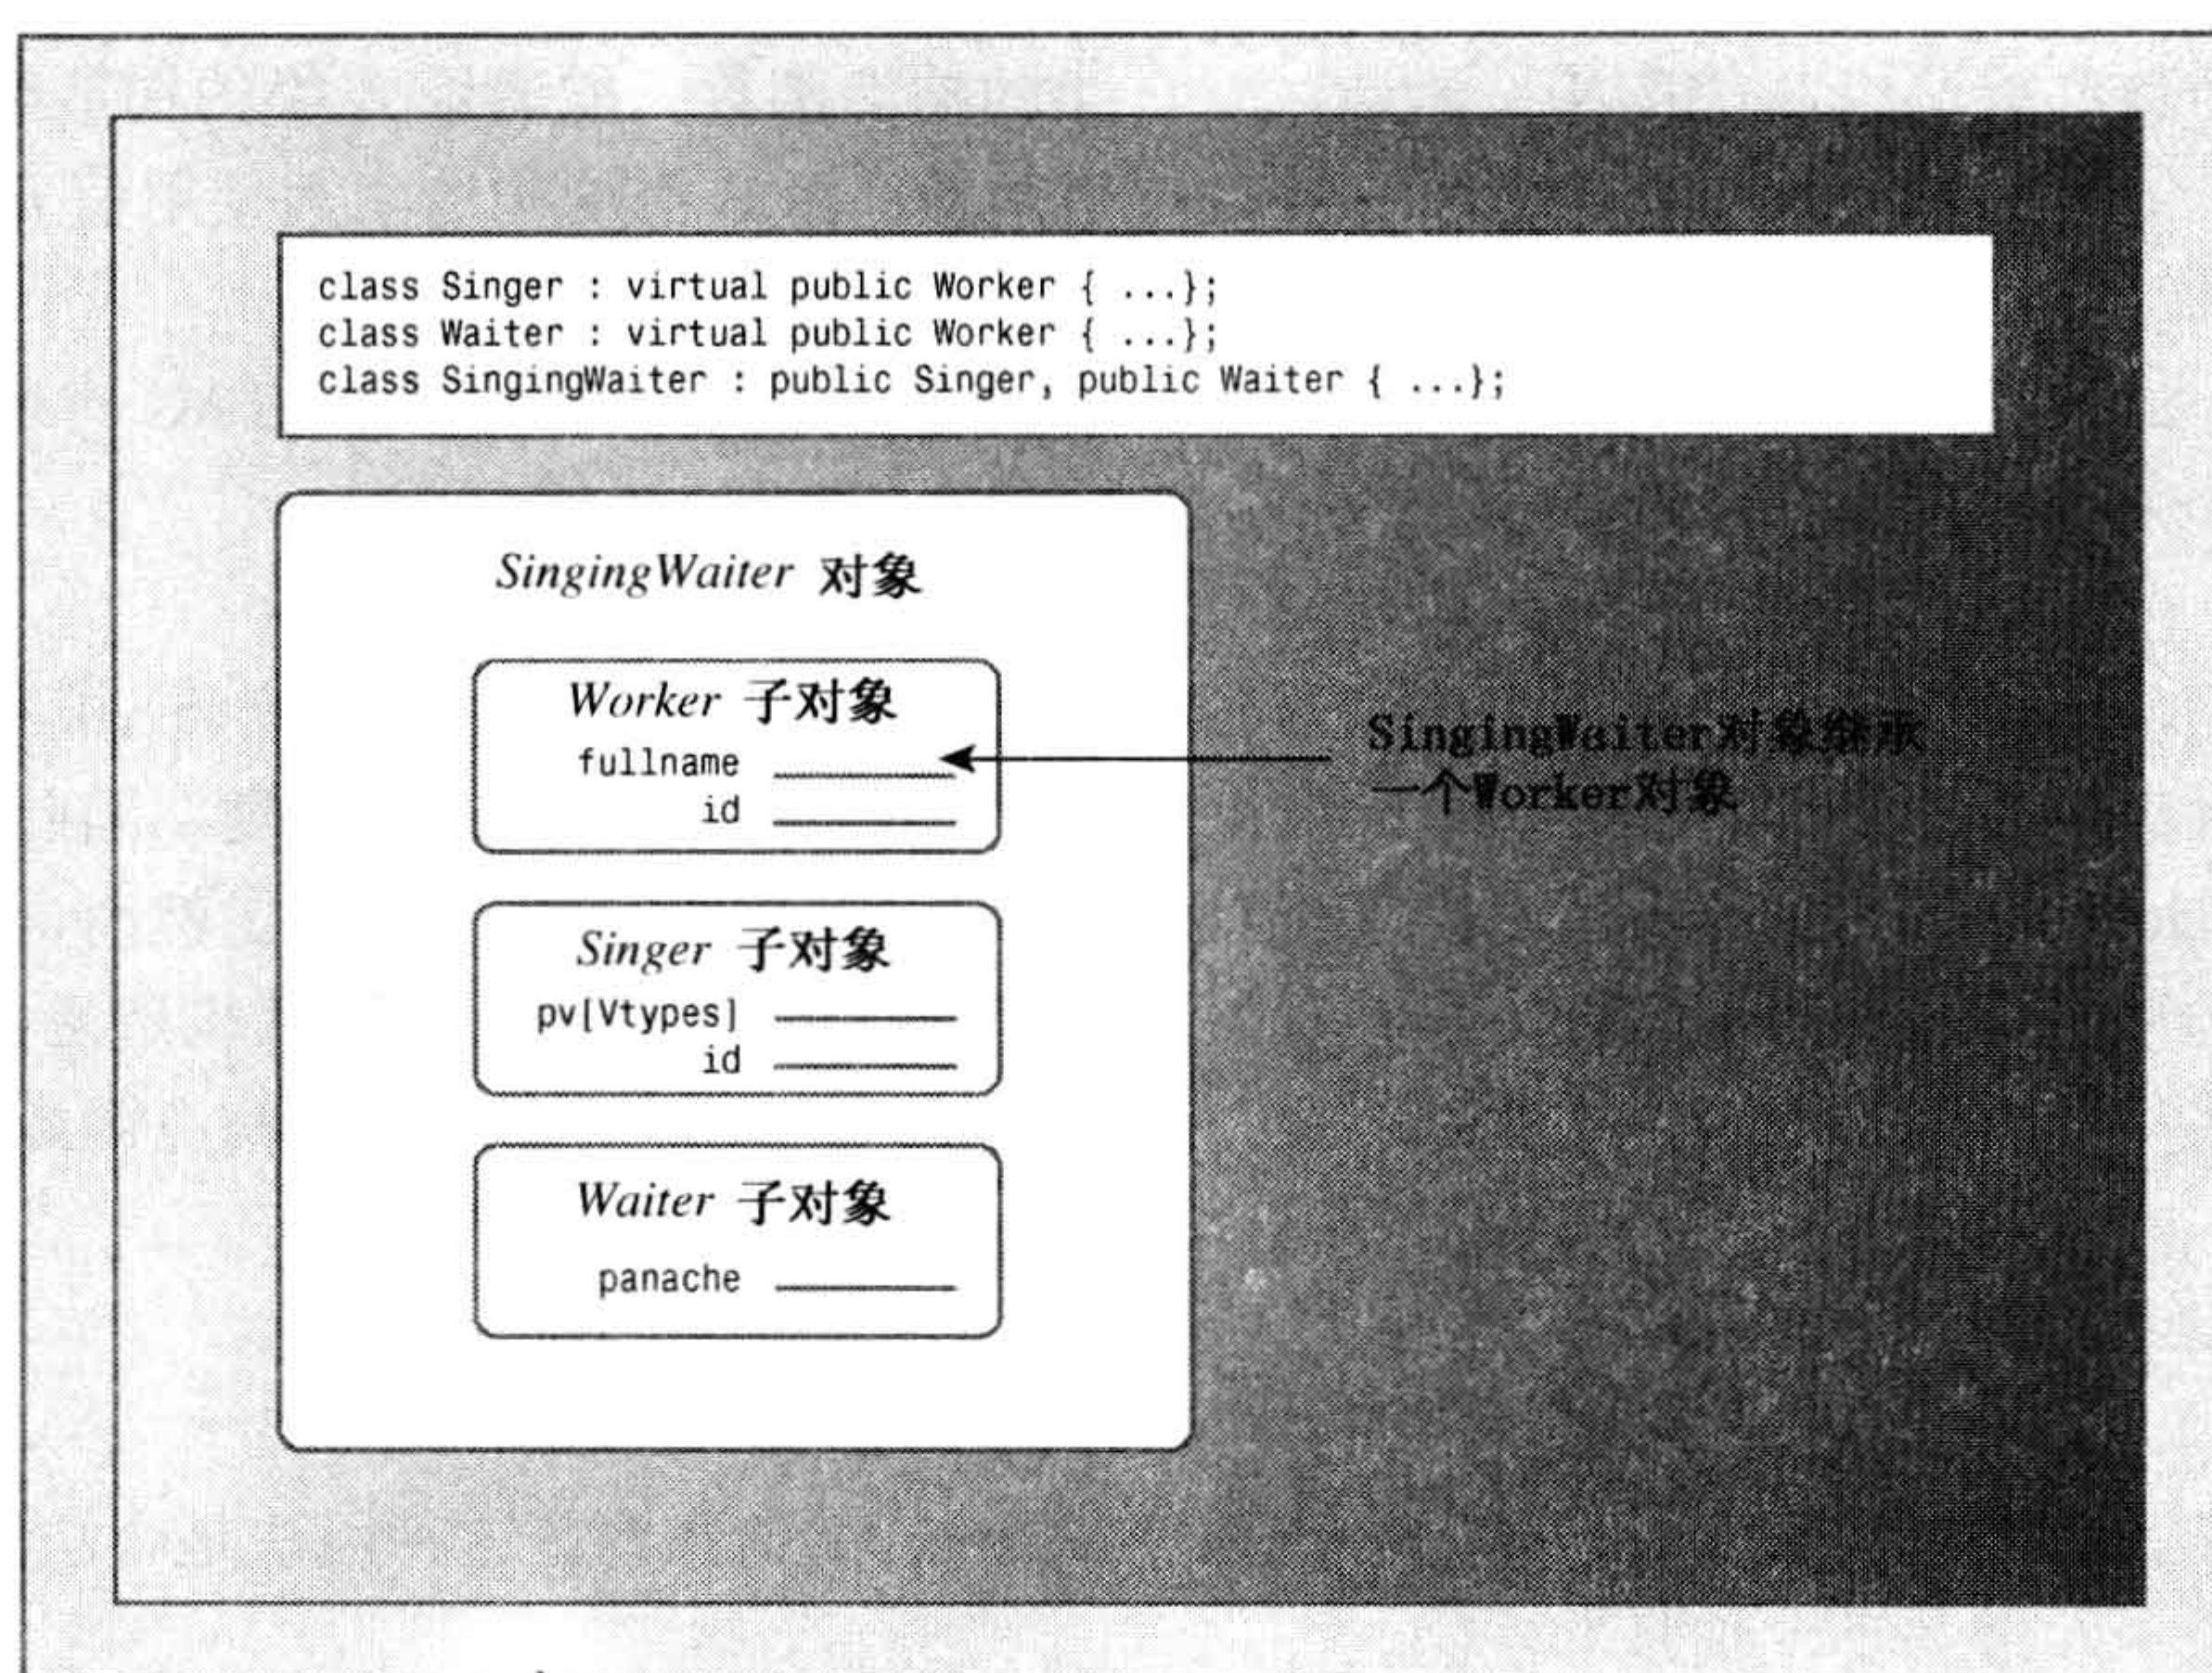 class Singer : virtual public Worker { ...};
class Waiter : virtual public Worker { ...};
class SingingWaiter : public Singer, public Waiter { ...};
SingingWaiter 对象
Worker 子对象
fullname
id
SingingWaiter对象继承
一个Worker对象
Singer 子对象
pv[Vtypes]
id
Waiter 子对象
panache